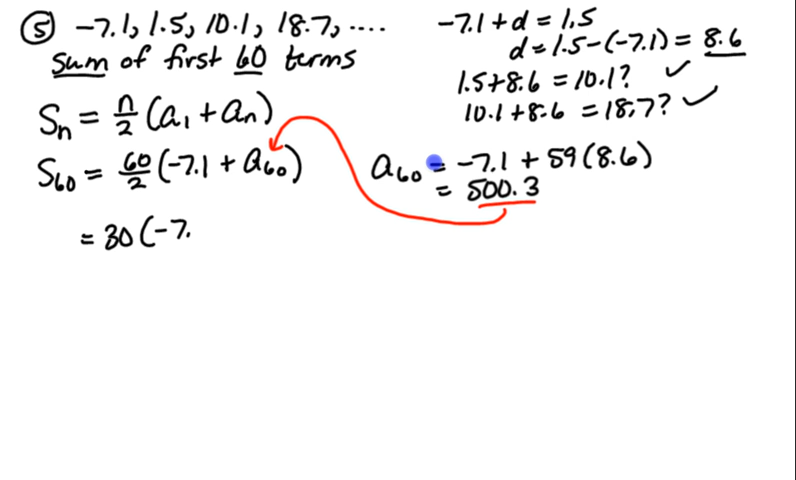 ⑤ -7.1, 1.5, 10.1, 18.7, ....
Sum of first 60 terms
-7.1 + d = 1.5
d = 1.5 - (-7.1) = 8.6
1.5 + 8.6 = 10.1? ✓
10.1 + 8.6 = 18.7? ✓
Sn = n/2 (a1 + an)
S60 = 60/2 (-7.1 + a60)
a60 = -7.1 + 59(8.6)
= 500.3
= 30(-7.